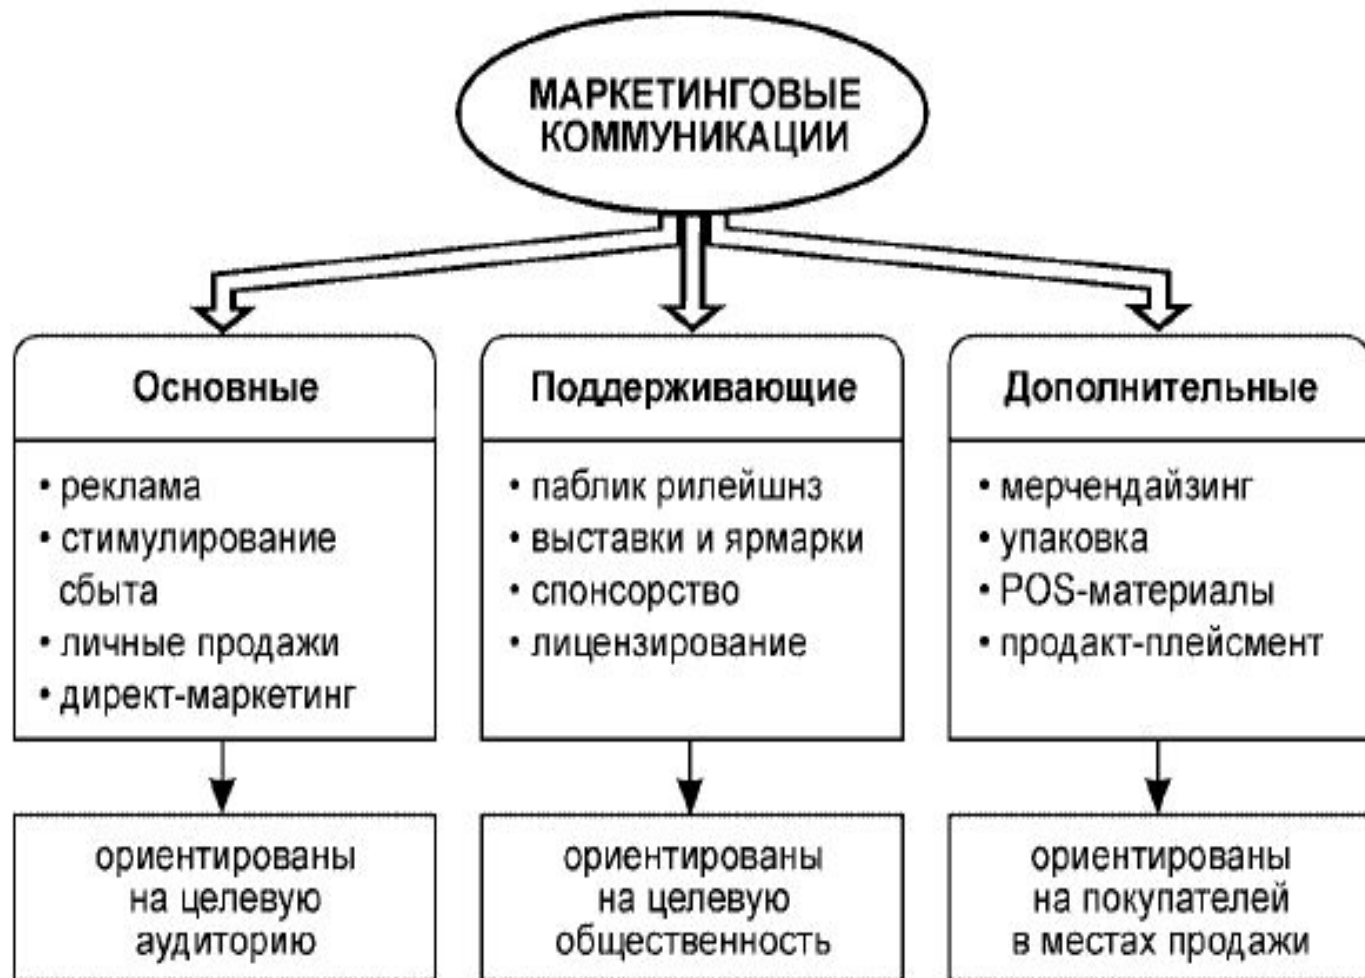 МАРКЕТИНГОВЫЕ
КОММУНИКАЦИИ
Основные
• реклама
• стимулирование
сбыта
• личные продажи
• директ-маркетинг
ориентированы
на целевую
аудиторию
Поддерживающие
• паблик рилейшнз
• выставки и ярмарки
• спонсорство
• лицензирование
ориентированы
на целевую
общественность
Дополнительные
• мерчендайзинг
• упаковка
• POS-материалы
• продакт-плейсмент
ориентированы
на покупателей
в местах продажи